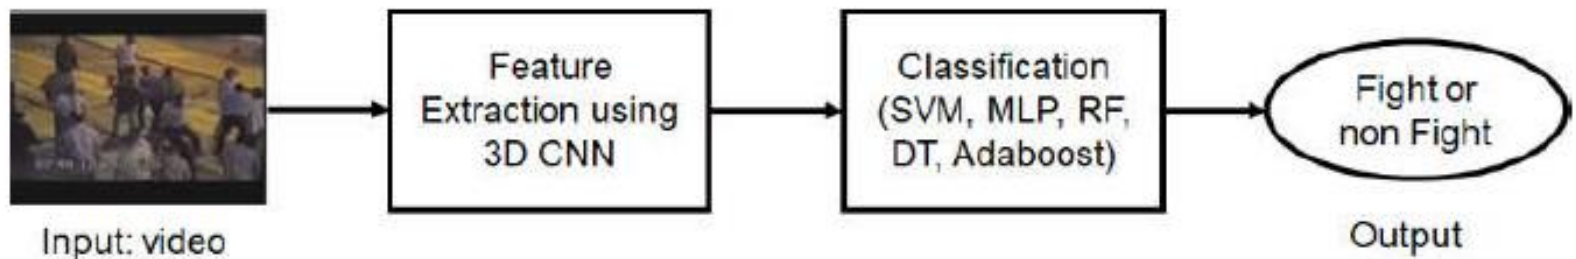 Input: video
Feature
Extraction using
3D CNN
Classification
(SVM, MLP, RF,
DT, Adaboost)
Fight or
non Fight
Output